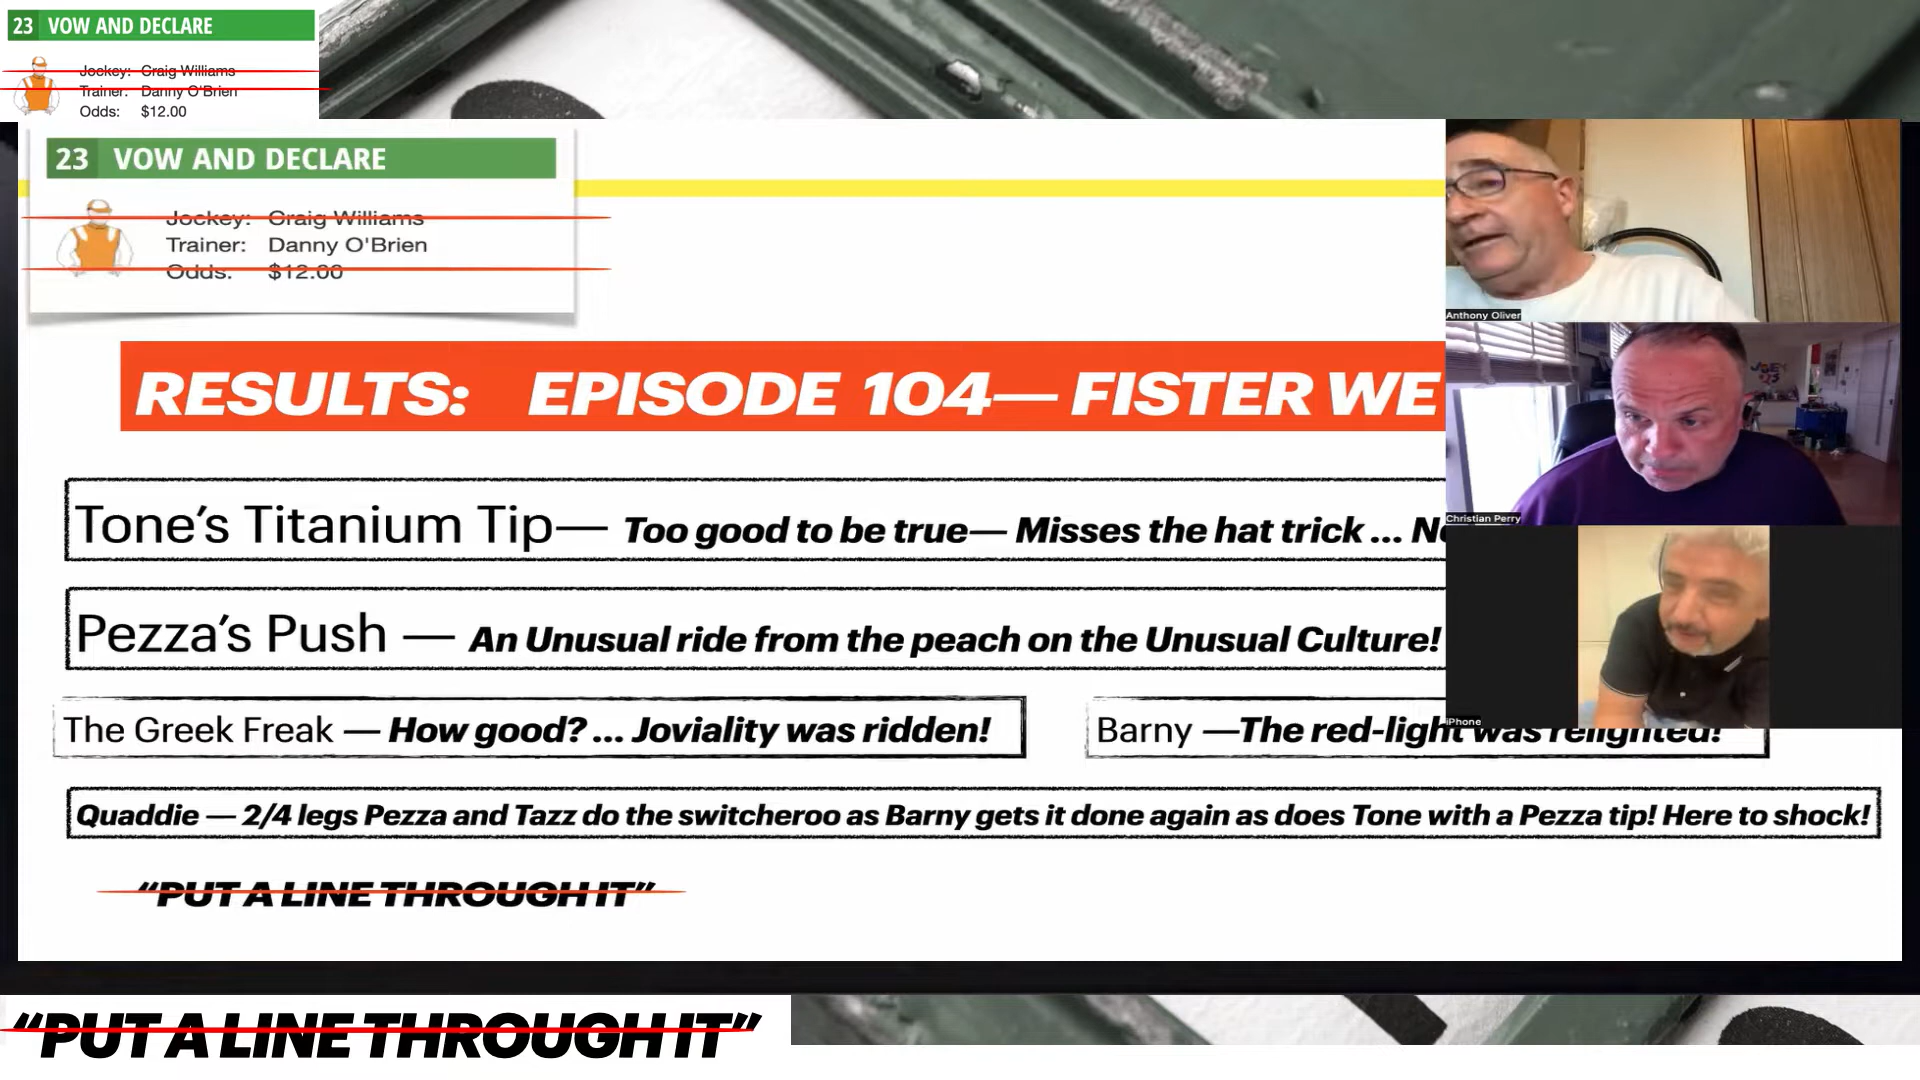 23 VOW AND DECLARE
Jockey: Craig Williams
Trainer: Danny O'Brien
Odds: $12.00
23 VOW AND DECLARE
Jockey: Craig Williams
Trainer: Danny O'Brien
Odds: $12.00
Anthony Oliver
RESULTS: EPISODE 104— FISTER WE
Christian Perry
Tone’s Titanium Tip— Too good to be true— Misses the hat trick ...
Pezza’s Push — An Unusual ride from the peach on the Unusual Culture!
iPhone
The Greek Freak — How good? ... Joviality was ridden!
Barny —The red-light was relighted!
Quaddie — 2/4 legs Pezza and Tazz do the switcheroo as Barny gets it done again as does Tone with a Pezza tip! Here to shock!
“PUT A LINE THROUGH IT”
“PUT A LINE THROUGH IT”